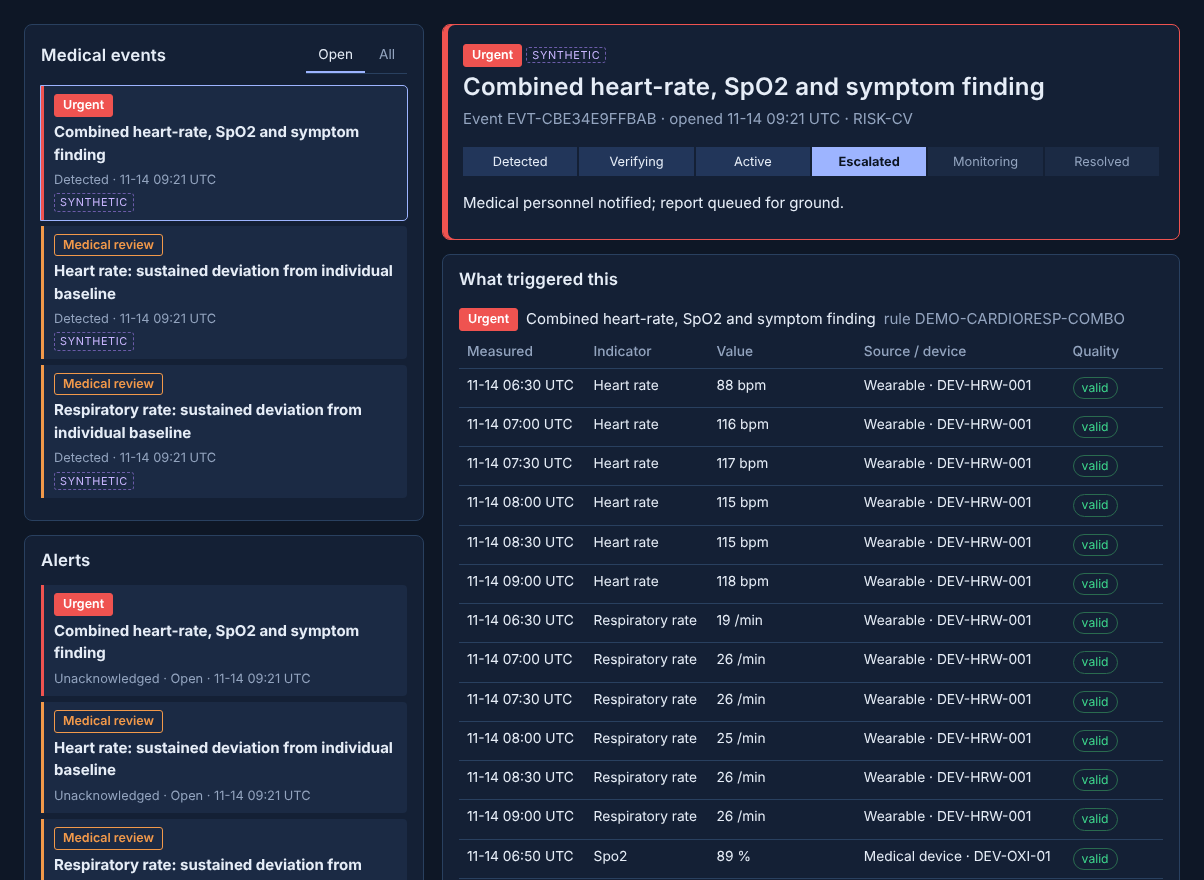 Medical events
Open
All
Urgent
Combined heart-rate, SpO2 and symptom
finding
Detected · 11-14 09:21 UTC
SYNTHETIC
Medical review
Heart rate: sustained deviation from individual
baseline
Detected · 11-14 09:21 UTC
SYNTHETIC
Medical review
Respiratory rate: sustained deviation from
individual baseline
Detected · 11-14 09:21 UTC
SYNTHETIC
Alerts
Urgent
Combined heart-rate, SpO2 and symptom
finding
Unacknowledged · Open · 11-14 09:21 UTC
Medical review
Heart rate: sustained deviation from individual
baseline
Unacknowledged · Open · 11-14 09:21 UTC
Medical review
Respiratory rate: sustained deviation from
Urgent SYNTHETIC
Combined heart-rate, SpO2 and symptom finding
Event EVT-CBE34E9FFBAB · opened 11-14 09:21 UTC · RISK-CV
Detected Verifying Active Escalated Monitoring Resolved
Medical personnel notified; report queued for ground.
What triggered this
Urgent Combined heart-rate, SpO2 and symptom finding rule DEMO-CARDIORESP-COMBO
Measured Indicator Value Source / device Quality
11-14 06:30 UTC Heart rate 88 bpm Wearable · DEV-HRW-001 valid
11-14 07:00 UTC Heart rate 116 bpm Wearable · DEV-HRW-001 valid
11-14 07:30 UTC Heart rate 117 bpm Wearable · DEV-HRW-001 valid
11-14 08:00 UTC Heart rate 115 bpm Wearable · DEV-HRW-001 valid
11-14 08:30 UTC Heart rate 115 bpm Wearable · DEV-HRW-001 valid
11-14 09:00 UTC Heart rate 118 bpm Wearable · DEV-HRW-001 valid
11-14 06:30 UTC Respiratory rate 19 /min Wearable · DEV-HRW-001 valid
11-14 07:00 UTC Respiratory rate 26 /min Wearable · DEV-HRW-001 valid
11-14 07:30 UTC Respiratory rate 26 /min Wearable · DEV-HRW-001 valid
11-14 08:00 UTC Respiratory rate 25 /min Wearable · DEV-HRW-001 valid
11-14 08:30 UTC Respiratory rate 26 /min Wearable · DEV-HRW-001 valid
11-14 09:00 UTC Respiratory rate 26 /min Wearable · DEV-HRW-001 valid
11-14 06:50 UTC Spo2 89 % Medical device · DEV-OXI-01 valid